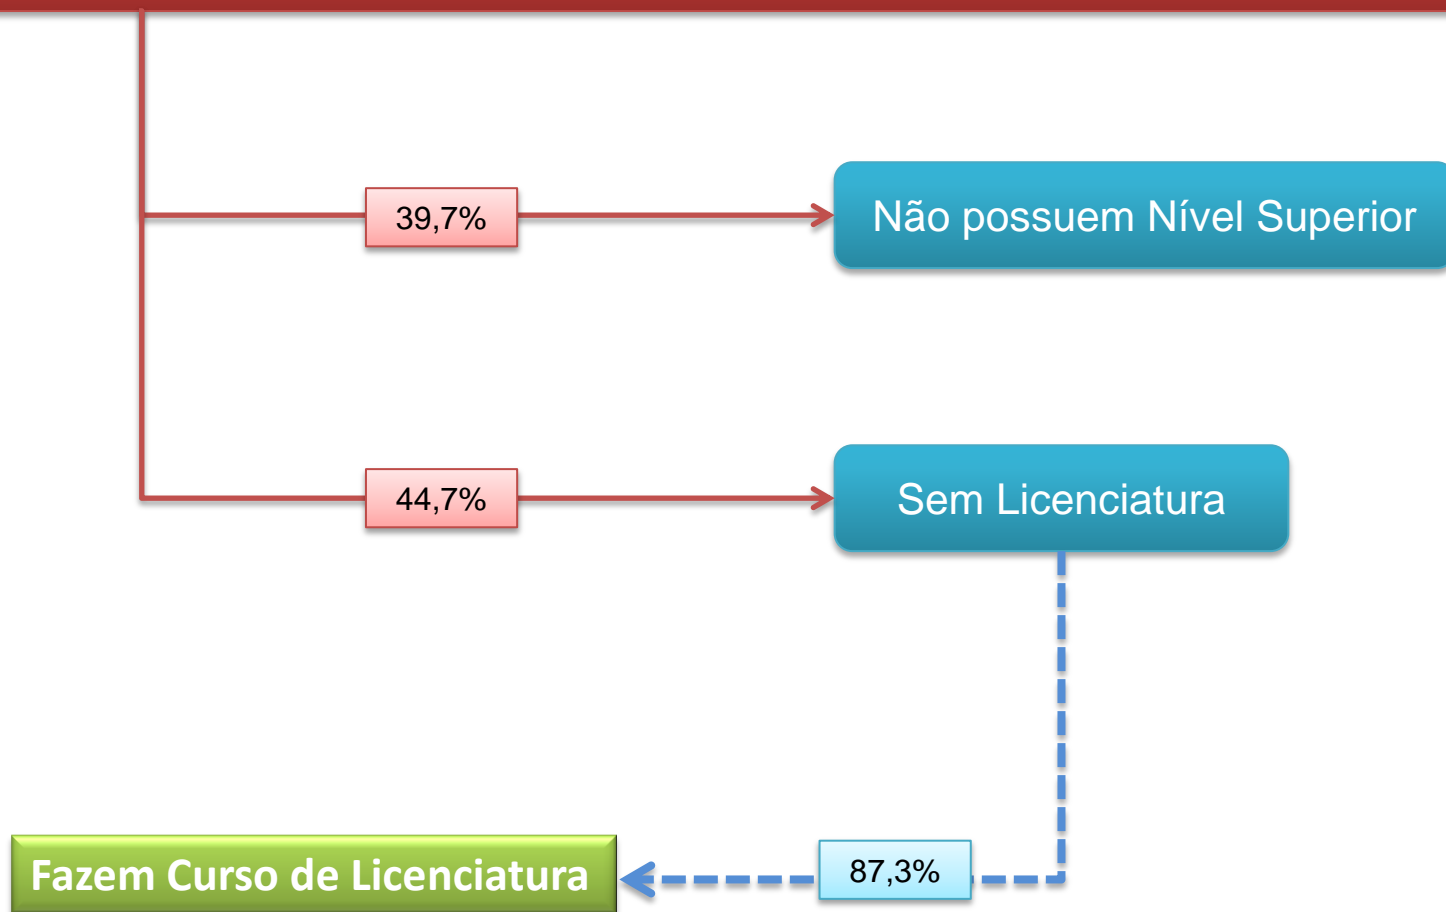 39,7%
Não possuem Nível Superior
44,7%
Sem Licenciatura
Fazem Curso de Licenciatura
87,3%